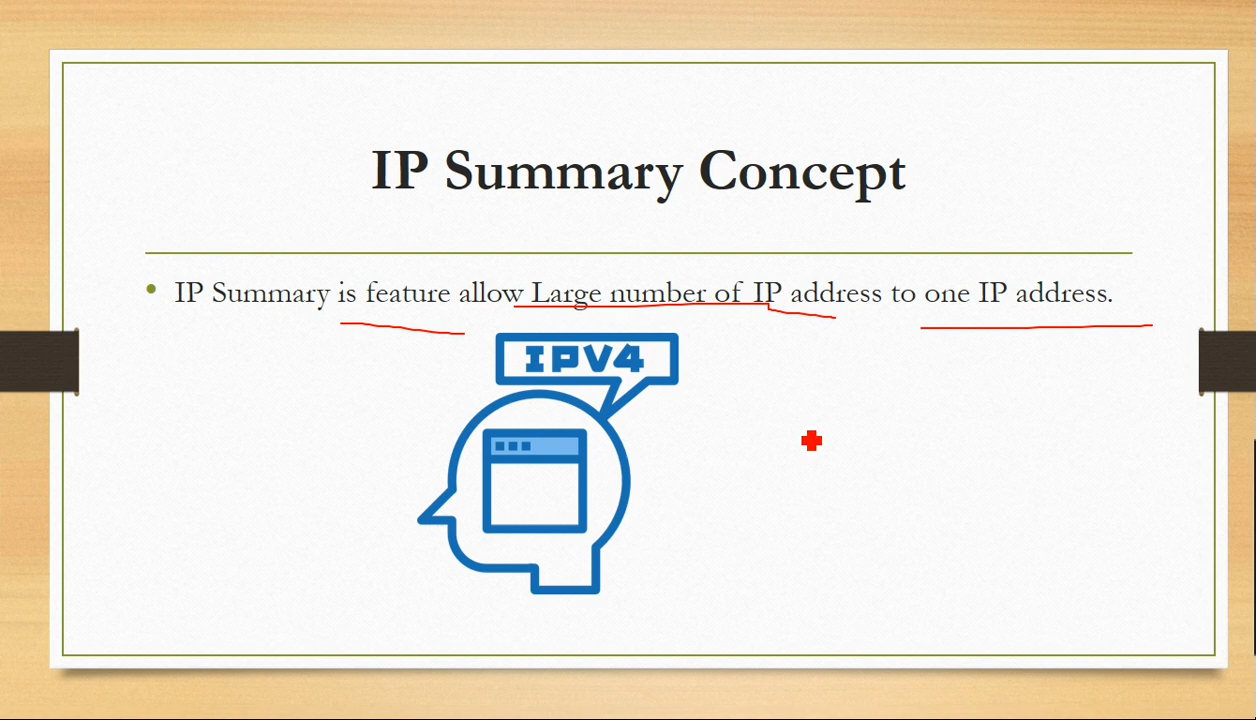 IP Summary Concept
IP Summary is feature allow Large number of IP address to one IP address.
IPV4